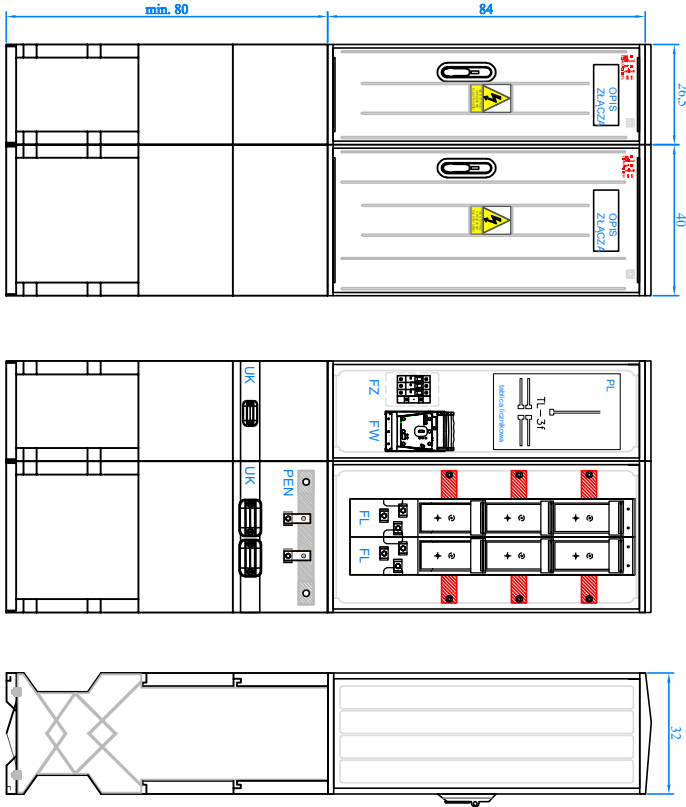 min. 80
84
26,5
OPIS
ZŁĄCZA
40
OPIS
ZŁĄCZA
UK
FZ
FW
PL
TL-3f
tablica licznikowa
UK
PEN
FL
FL
32